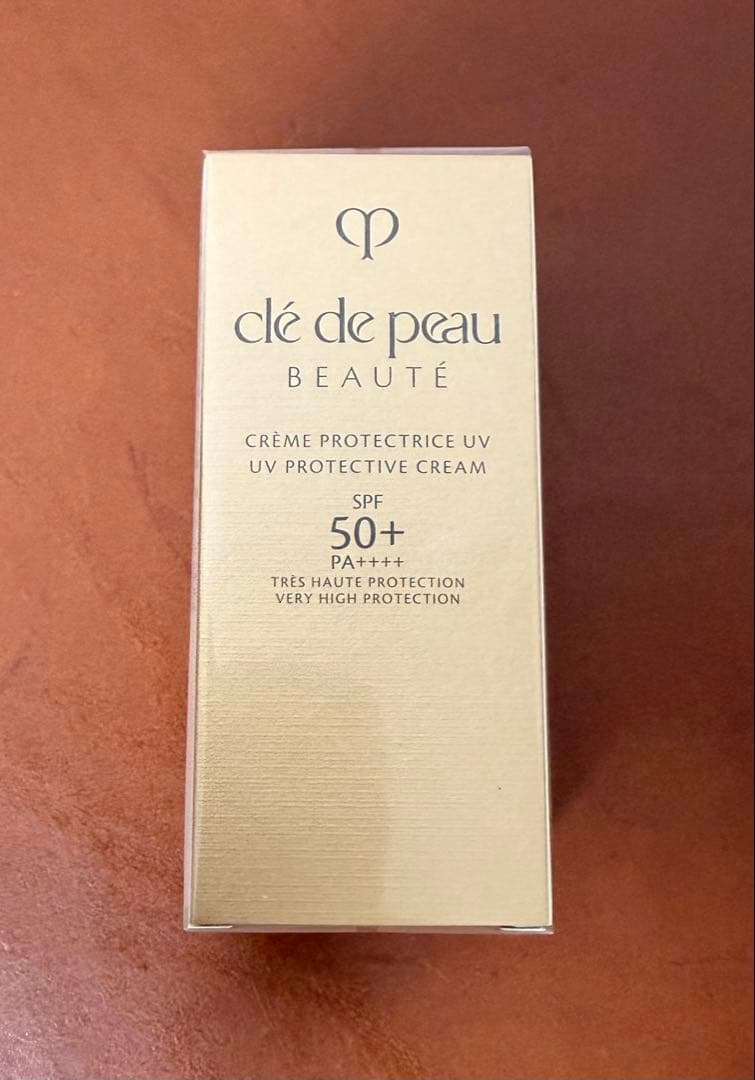 clé de peau
BEAUTÉ
CRÈME PROTECTRICE UV
UV PROTECTIVE CREAM
SPF
50+
PA++++
TRÈS HAUTE PROTECTION
VERY HIGH PROTECTION